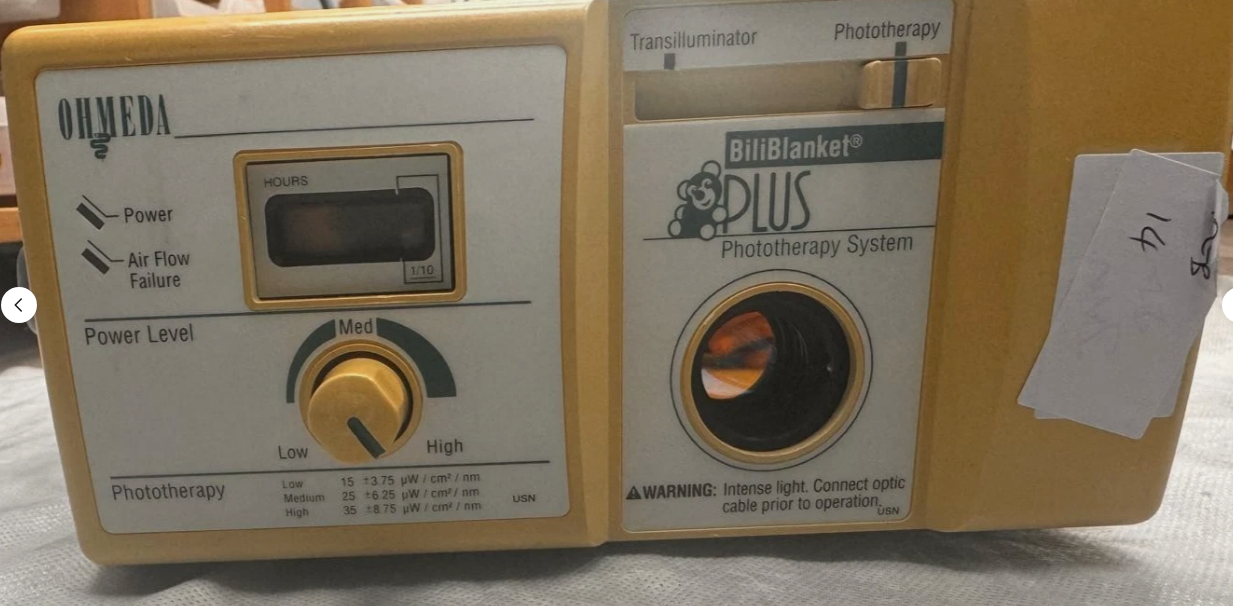 OHMEDA
HOURS
1/10
Power
Air Flow
Failure
Power Level
Med
Low
High
Phototherapy
Low 15 ±3.75 µW / cm² / nm
Medium 25 ±6.25 µW / cm² / nm
High 35 ±8.75 µW / cm² / nm
USN
Transilluminator
Phototherapy
BiliBlanket®
PLUS
Phototherapy System
WARNING: Intense light. Connect optic
cable prior to operation.
USN
14